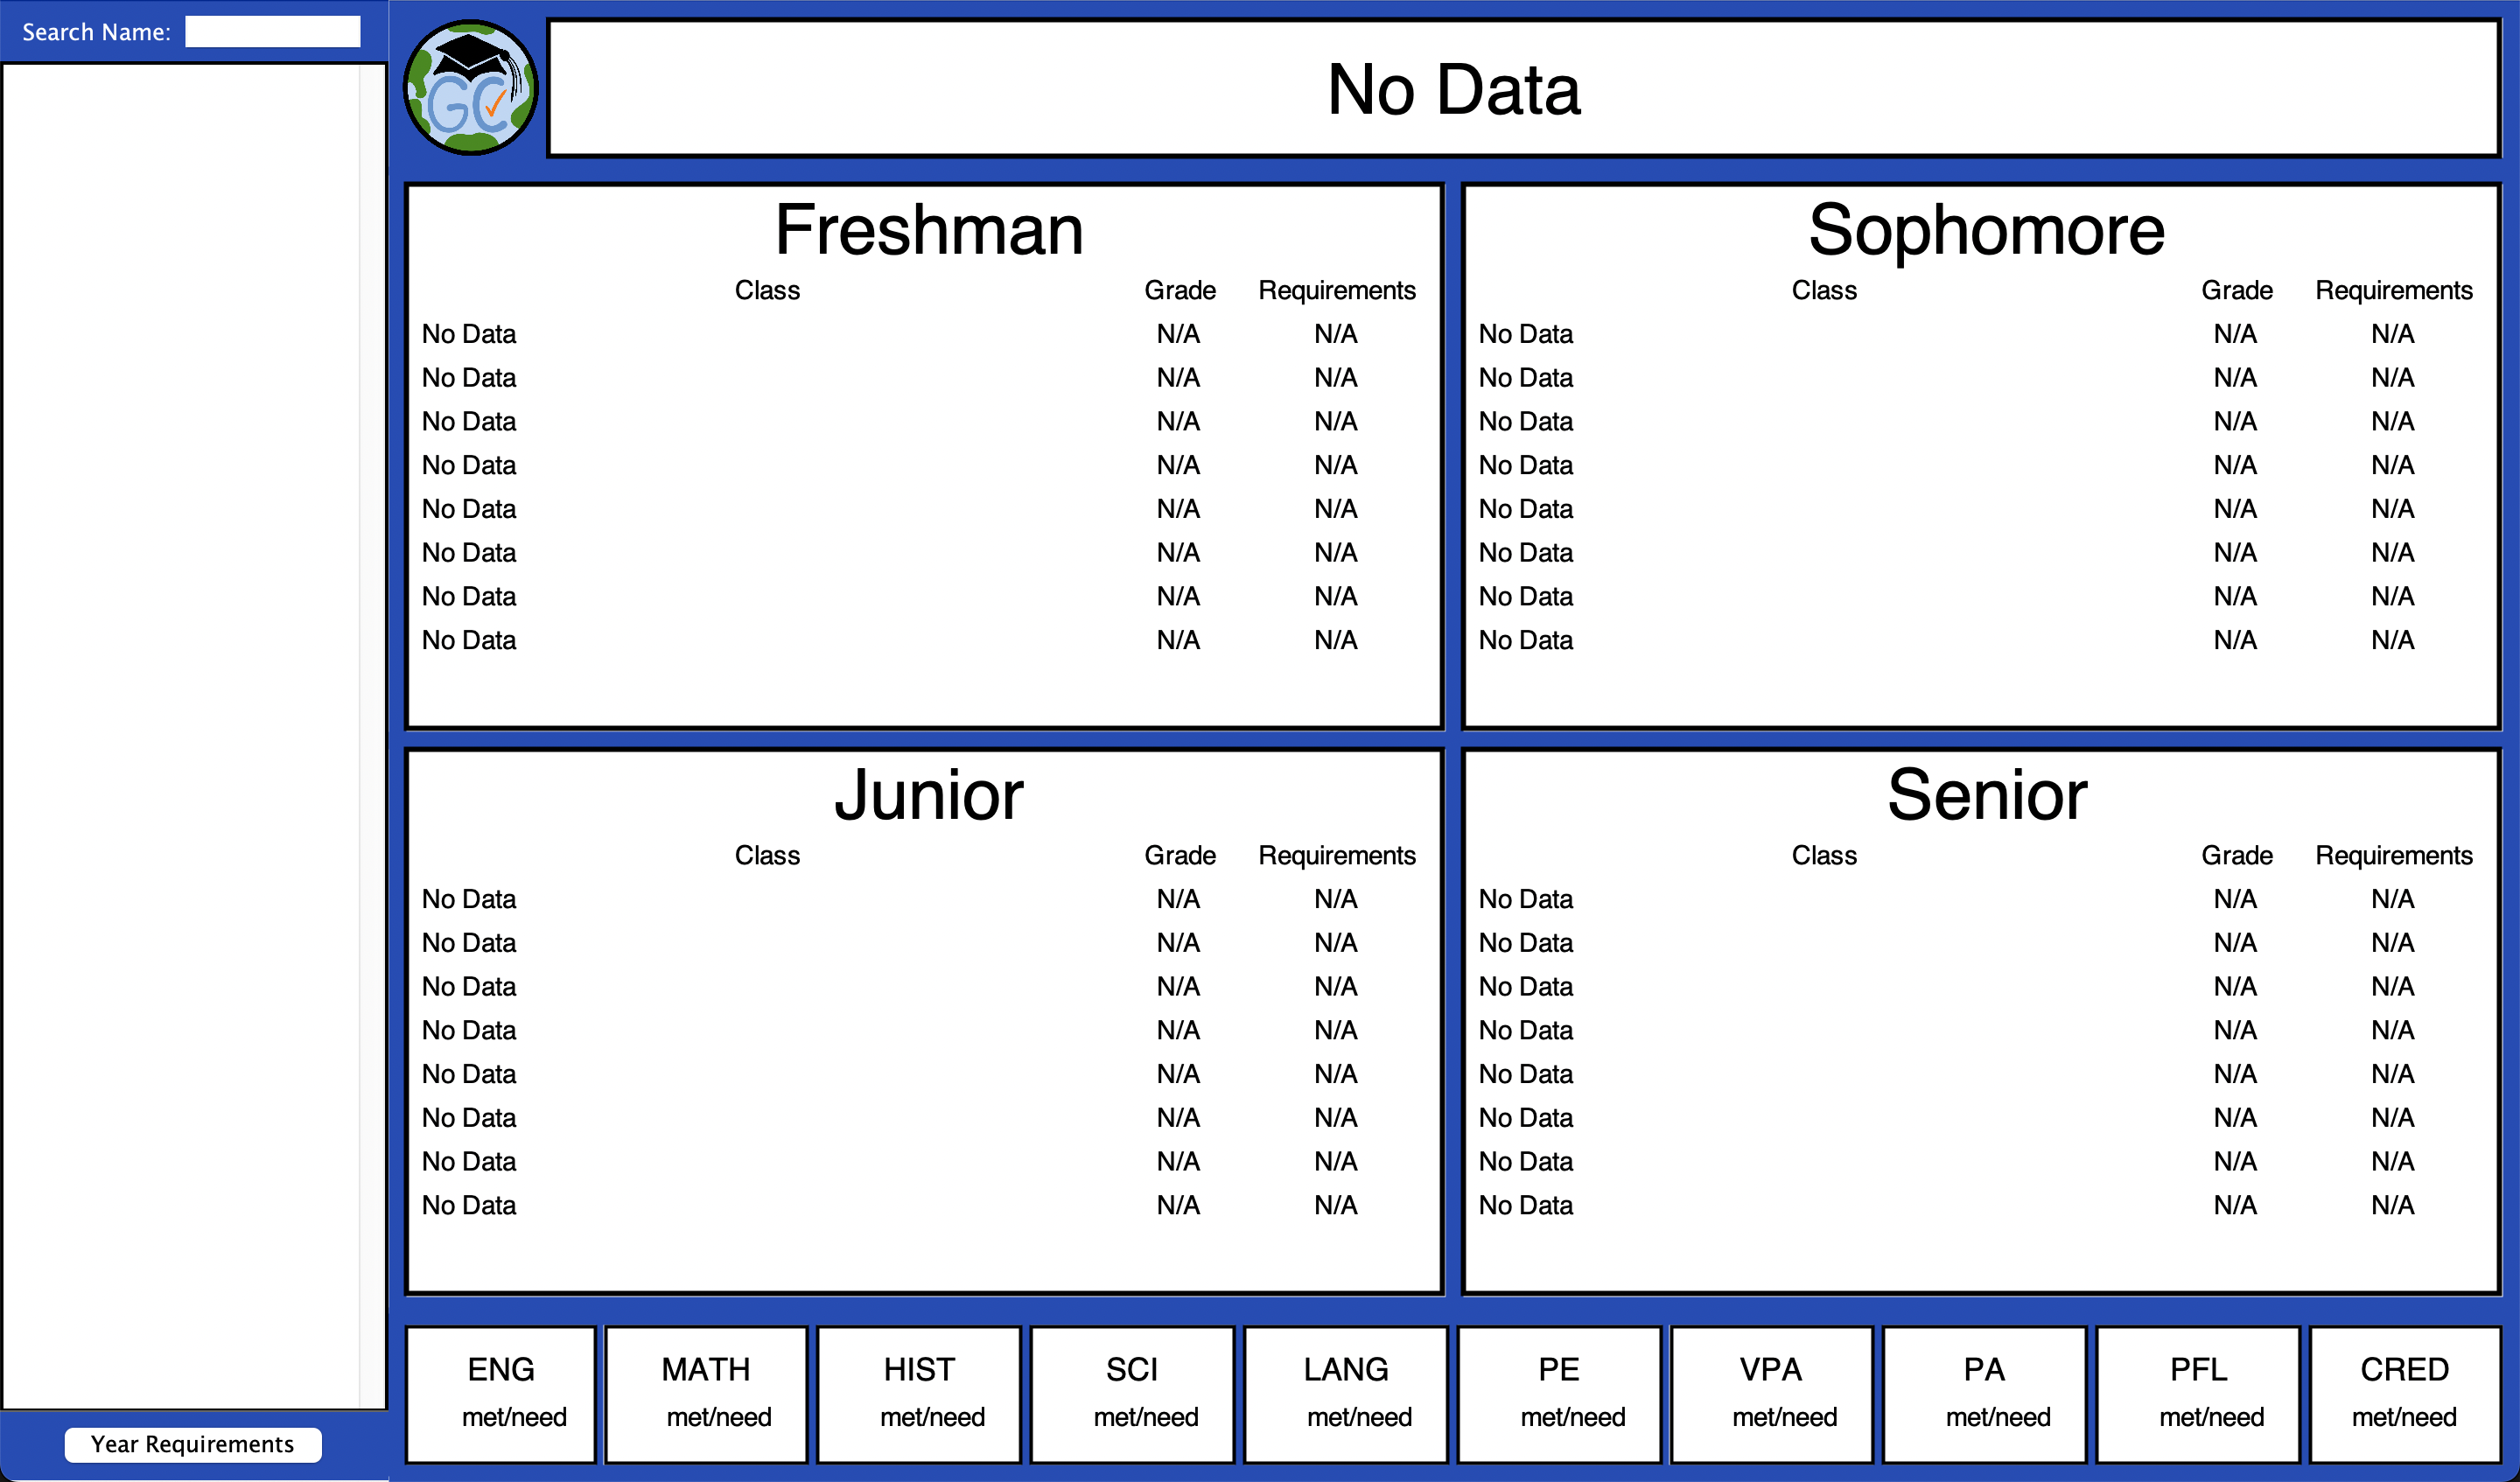 Search Name:
GC
No Data
Freshman
Class Grade Requirements
No Data N/A N/A
No Data N/A N/A
No Data N/A N/A
No Data N/A N/A
No Data N/A N/A
No Data N/A N/A
No Data N/A N/A
No Data N/A N/A
Sophomore
Class Grade Requirements
No Data N/A N/A
No Data N/A N/A
No Data N/A N/A
No Data N/A N/A
No Data N/A N/A
No Data N/A N/A
No Data N/A N/A
No Data N/A N/A
Junior
Class Grade Requirements
No Data N/A N/A
No Data N/A N/A
No Data N/A N/A
No Data N/A N/A
No Data N/A N/A
No Data N/A N/A
No Data N/A N/A
No Data N/A N/A
Senior
Class Grade Requirements
No Data N/A N/A
No Data N/A N/A
No Data N/A N/A
No Data N/A N/A
No Data N/A N/A
No Data N/A N/A
No Data N/A N/A
No Data N/A N/A
ENG
met/need
MATH
met/need
HIST
met/need
SCI
met/need
LANG
met/need
PE
met/need
VPA
met/need
PA
met/need
PFL
met/need
CRED
met/need
Year Requirements